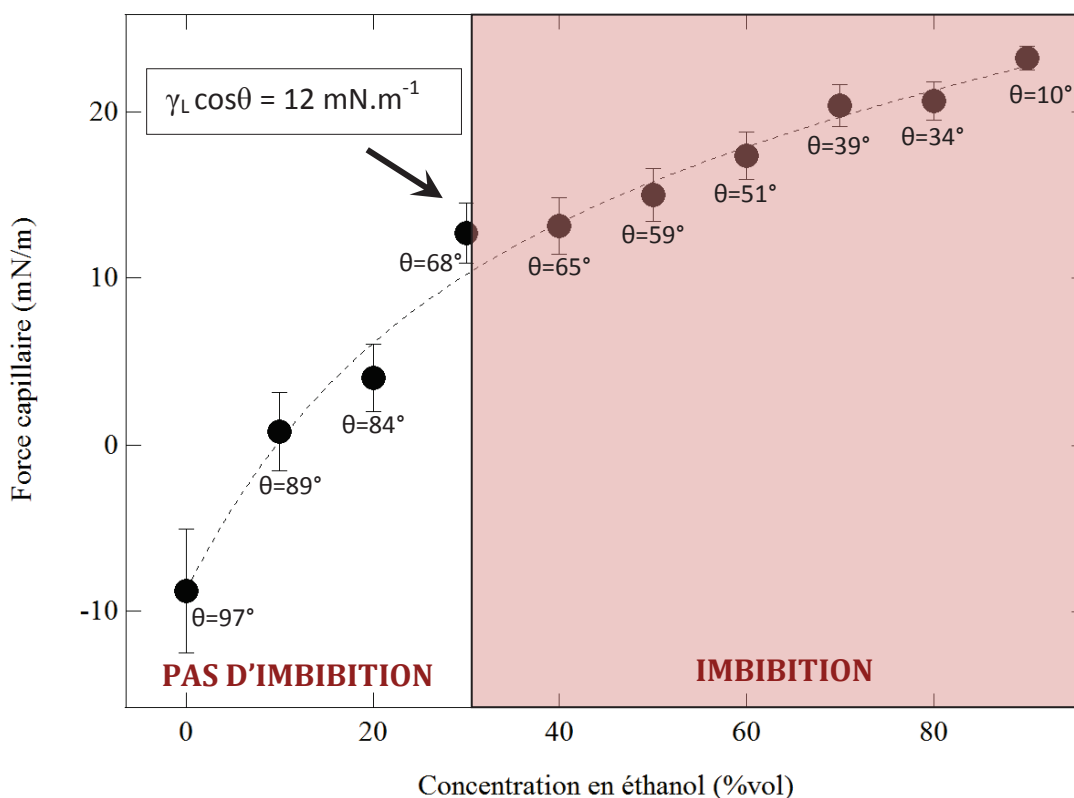 γL cosθ = 12 mN.m-1
Force capillaire (mN/m)
20
10
0
-10
θ=97°
θ=89°
θ=84°
θ=68°
θ=65°
θ=59°
θ=51°
θ=39°
θ=34°
θ=10°
PAS D’IMBIBITION
IMBIBITION
0 20 40 60 80
Concentration en éthanol (%vol)